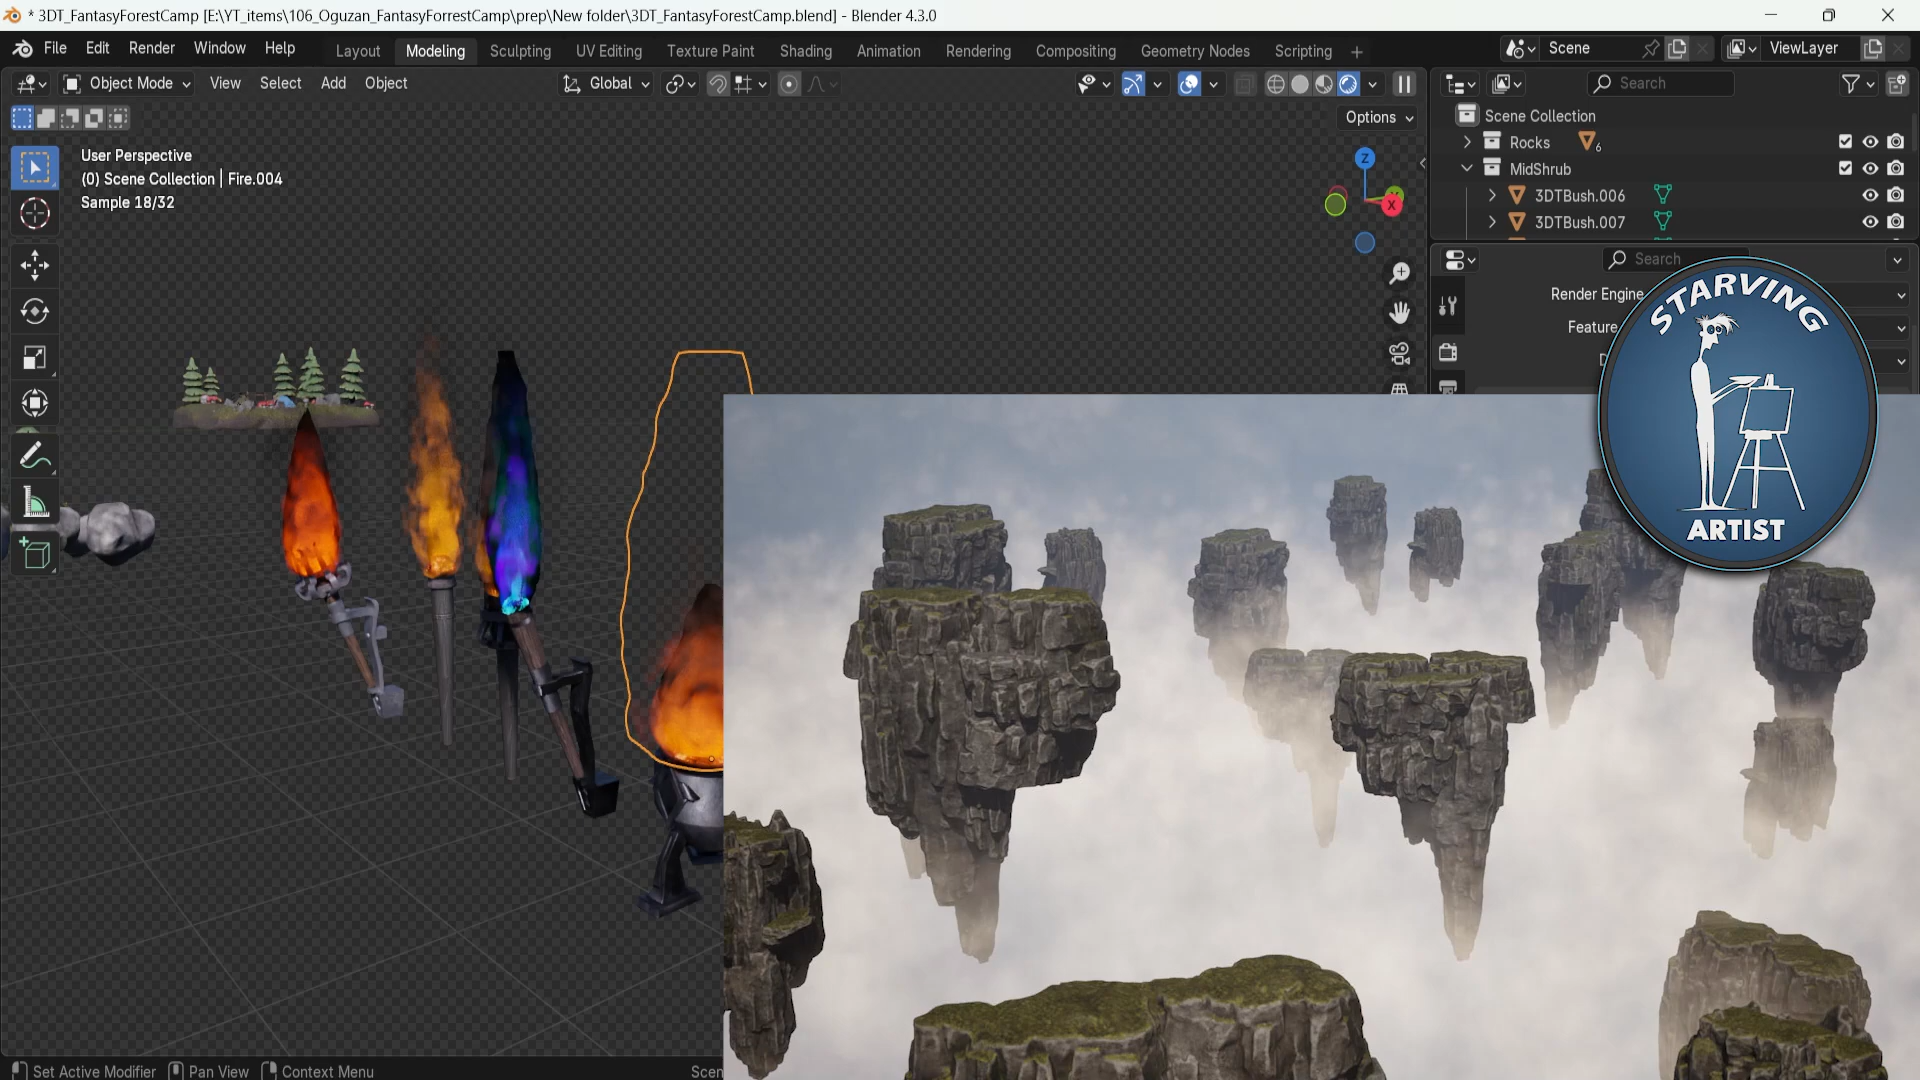 * 3DT_FantasyForestCamp [E:\YT_items\106_Oguzan_FantasyForrestCamp\prep\New folder\3DT_FantasyForestCamp.blend] - Blender 4.3.0
File Edit Render Window Help Layout Modeling Sculpting UV Editing Texture Paint Shading Animation Rendering Compositing Geometry Nodes Scripting + Scene ViewLayer
Object Mode View Select Add Object Global Search
Options
Scene Collection
Rocks 6
MidShrub
3DTBush.006
3DTBush.007
User Perspective
(0) Scene Collection | Fire.004
Sample 18/32
Z
Y
X
Search
Render Engine
Feature
D
STARVING
ARTIST
Set Active Modifier Pan View Context Menu Scen